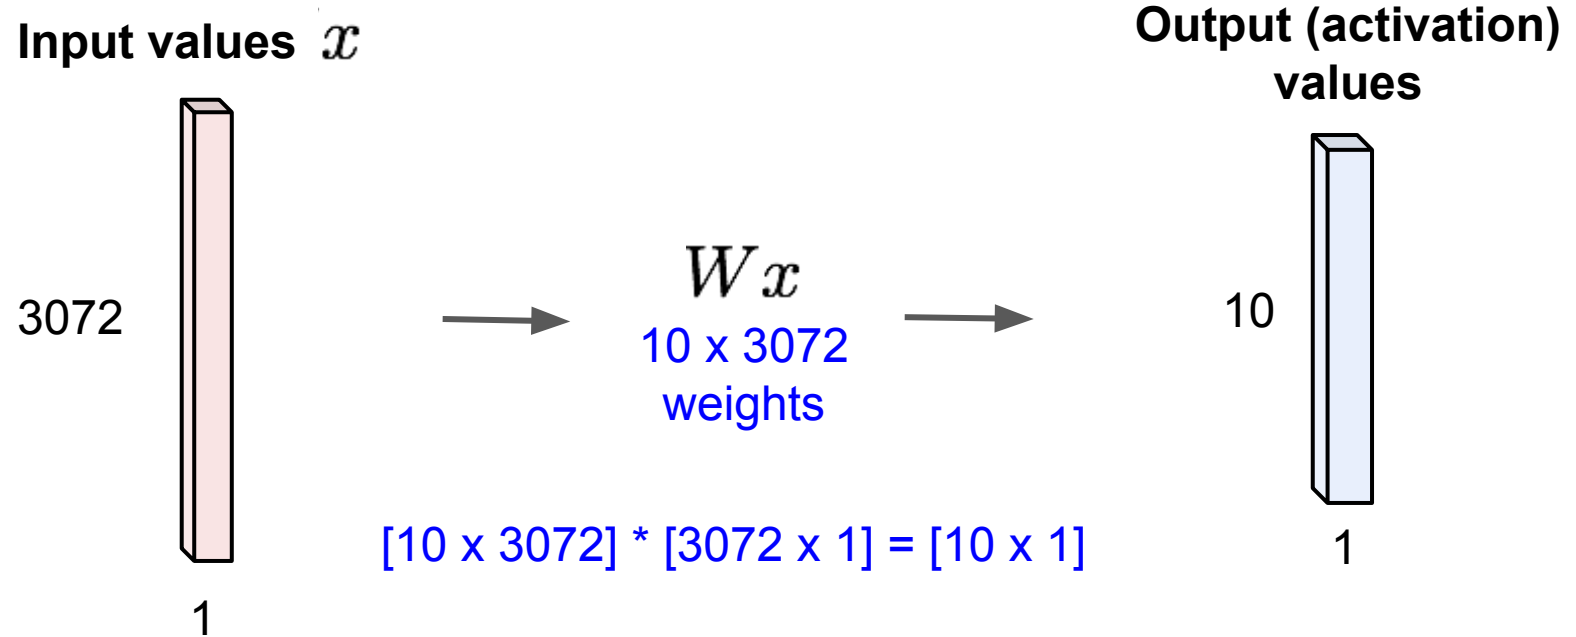 Input values x
Output (activation)
values
3072
Wx
10 x 3072
weights
10
[10 x 3072] * [3072 x 1] = [10 x 1]
1
1